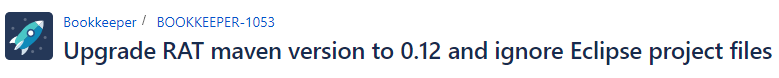 Bookkeeper / BOOKKEEPER-1053
Upgrade RAT maven version to 0.12 and ignore Eclipse project files